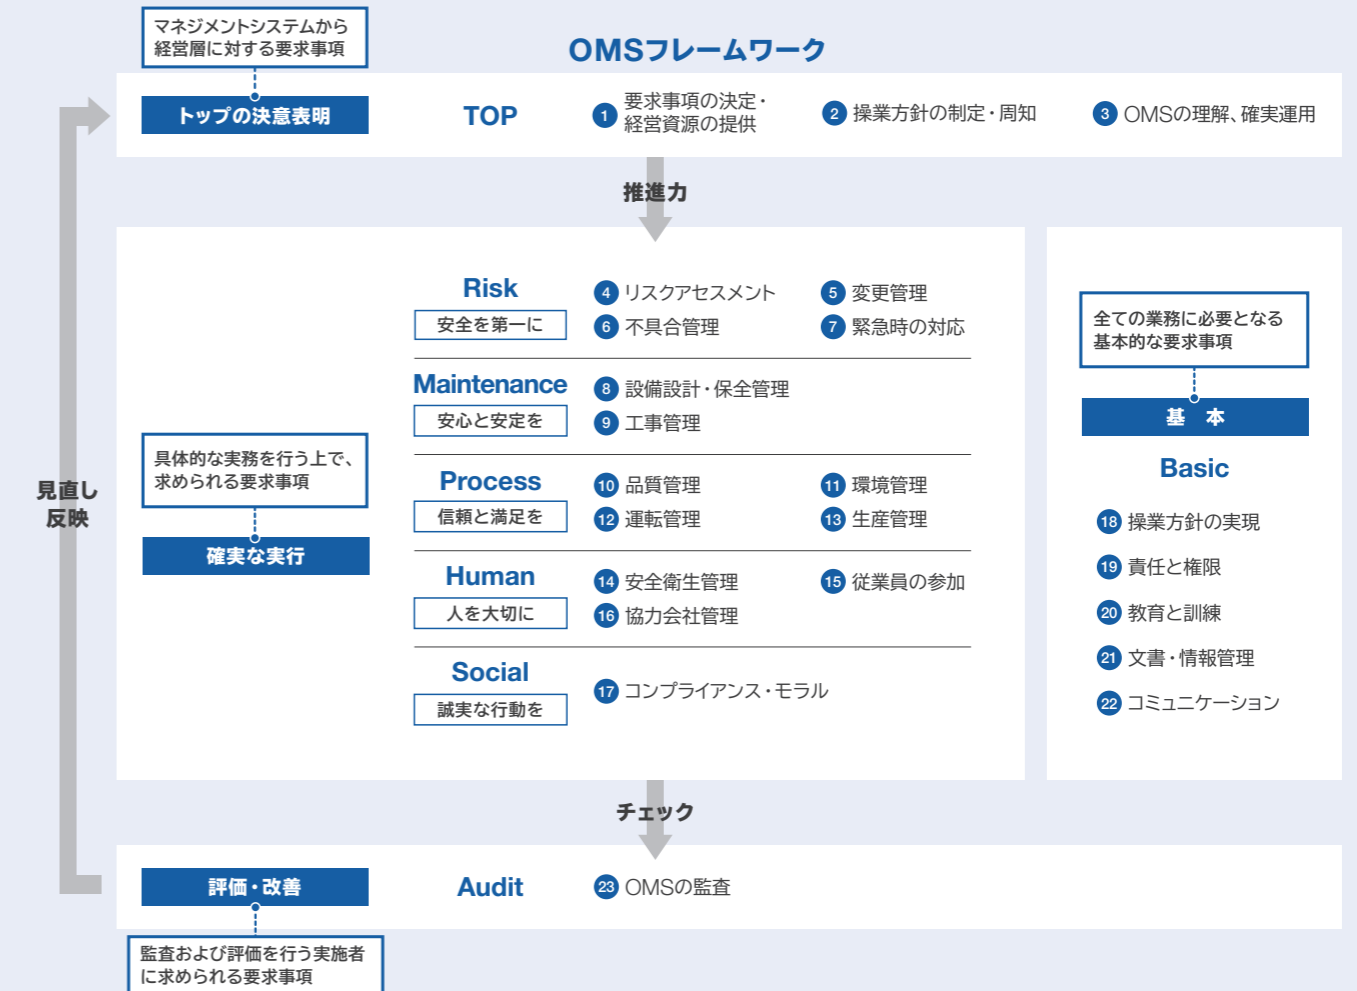 マネジメントシステムから
経営層に対する要求事項
OMSフレームワーク
トップの決意表明
TOP
1 要求事項の決定・
経営資源の提供
2 操業方針の制定・周知
3 OMSの理解、確実運用
推進力
見直し
反映
具体的な実務を行う上で、
求められる要求事項
確実な実行
Risk
安全を第一に
4 リスクアセスメント
5 変更管理
6 不具合管理
7 緊急時の対応
Maintenance
安心と安定を
8 設備設計・保全管理
9 工事管理
Process
信頼と満足を
10 品質管理
11 環境管理
12 運転管理
13 生産管理
Human
人を大切に
14 安全衛生管理
15 従業員の参加
16 協力会社管理
Social
誠実な行動を
17 コンプライアンス・モラル
全ての業務に必要となる
基本的な要求事項
基 本
Basic
18 操業方針の実現
19 責任と権限
20 教育と訓練
21 文書・情報管理
22 コミュニケーション
チェック
評価・改善
Audit
23 OMSの監査
監査および評価を行う実施者
に求められる要求事項